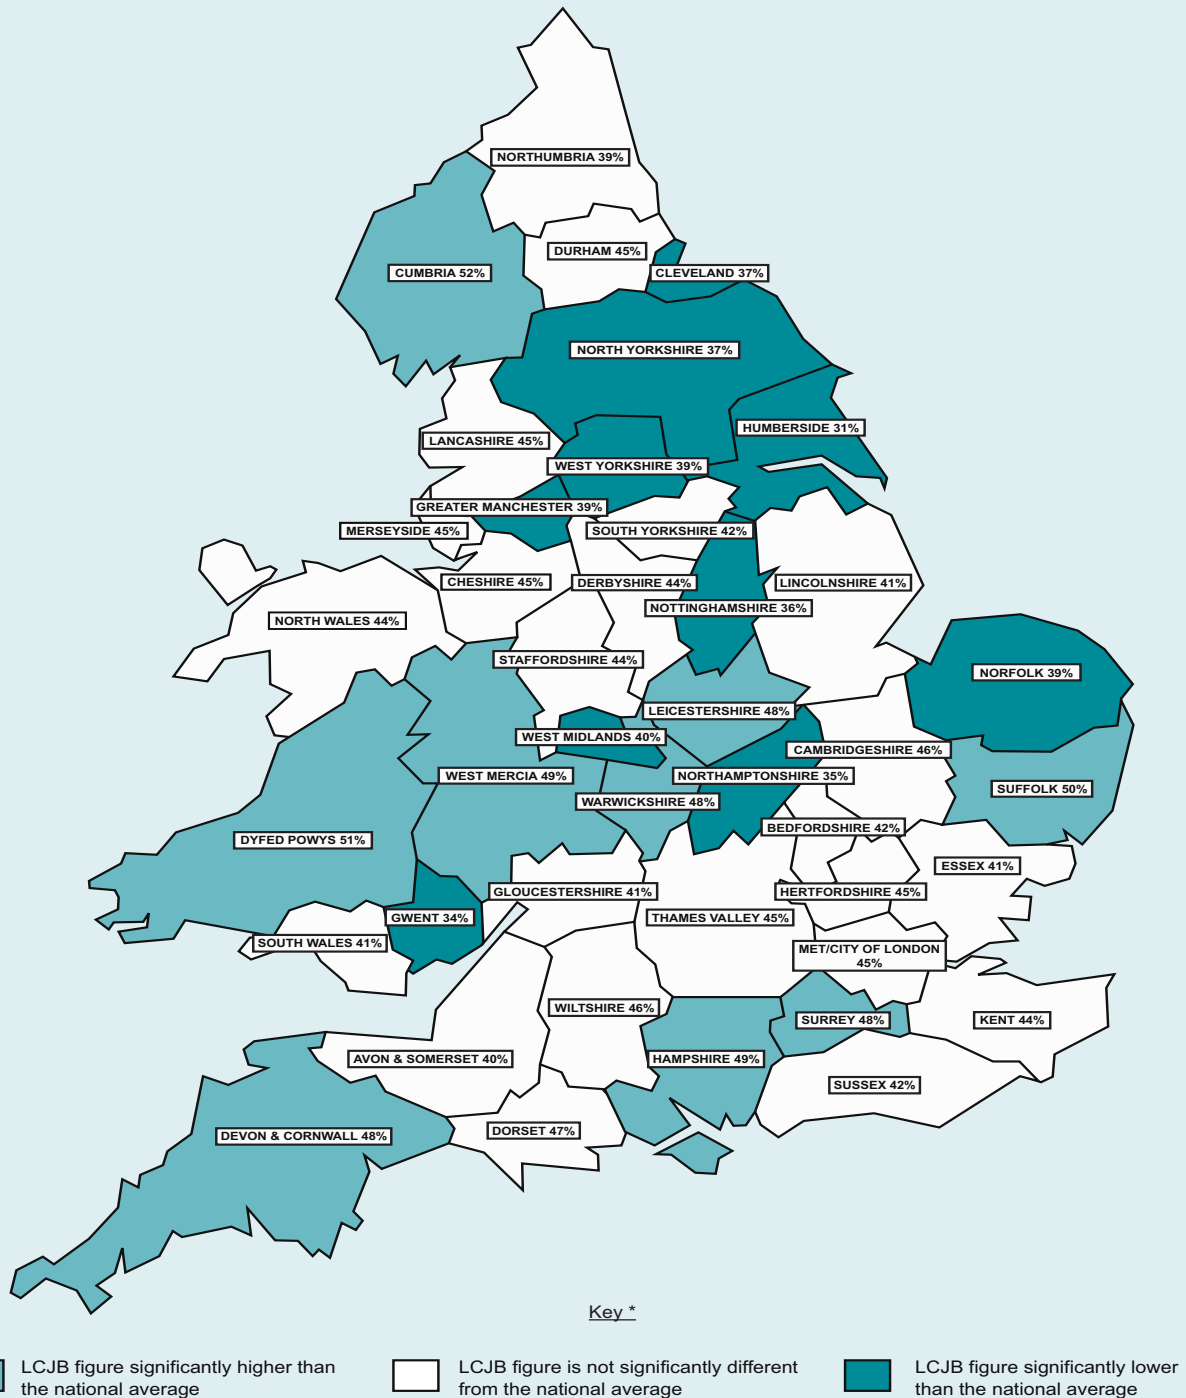 NORTHUMBRIA 39%
DURHAM 45%
CUMBRIA 52%
CLEVELAND 37%
NORTH YORKSHIRE 37%
HUMBERSIDE 31%
LANCASHIRE 45%
WEST YORKSHIRE 39%
GREATER MANCHESTER 39%
MERSEYSIDE 45%
SOUTH YORKSHIRE 42%
CHESHIRE 45%
DERBYSHIRE 44%
LINCOLNSHIRE 41%
NOTTINGHAMSHIRE 36%
NORTH WALES 44%
STAFFORDSHIRE 44%
NORFOLK 39%
LEICESTERSHIRE 48%
WEST MIDLANDS 40%
CAMBRIDGESHIRE 46%
WEST MERCIA 49%
NORTHAMPTONSHIRE 35%
SUFFOLK 50%
WARWICKSHIRE 48%
BEDFORDSHIRE 42%
DYFED POWYS 51%
ESSEX 41%
GLOUCESTERSHIRE 41%
HERTFORDSHIRE 45%
GWENT 34%
THAMES VALLEY 45%
SOUTH WALES 41%
MET/CITY OF LONDON
45%
WILTSHIRE 46%
SURREY 48%
KENT 44%
AVON & SOMERSET 40%
HAMPSHIRE 49%
SUSSEX 42%
DORSET 47%
DEVON & CORNWALL 48%
Key *
LCJB figure significantly higher than
the national average
LCJB figure is not significantly different
from the national average
LCJB figure significantly lower
than the national average